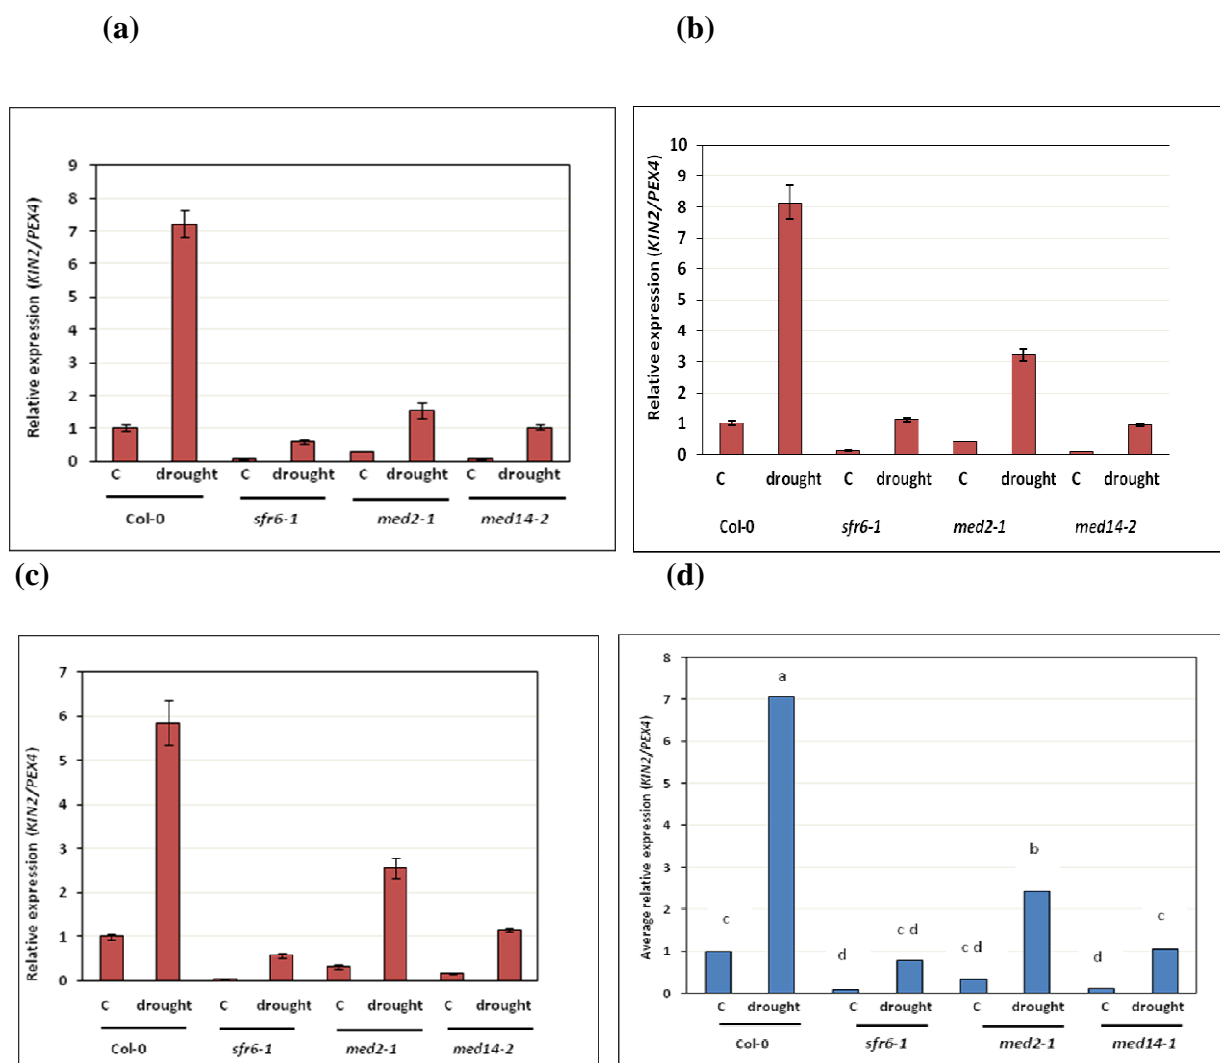 (a)
Relative expression (KIN2/PEX4)
9
8
7
6
5
4
3
2
1
0
C drought C drought C drought C drought
Col-0 sfr6-1 med2-1 med14-2
(b)
Relative expression (KIN2/PEX4)
10
9
8
7
6
5
4
3
2
1
0
C drought C drought C drought C drought
Col-0 sfr6-1 med2-1 med14-2
(c)
Relative expression (KIN2/PEX4)
7
6
5
4
3
2
1
0
C drought C drought C drought C drought
Col-0 sfr6-1 med2-1 med14-2
(d)
Average relative expression (KIN2/PEX4)
8
7
6
5
4
3
2
1
0
c a d c d c d b d c
C drought C drought C drought C drought
Col-0 sfr6-1 med2-1 med14-1